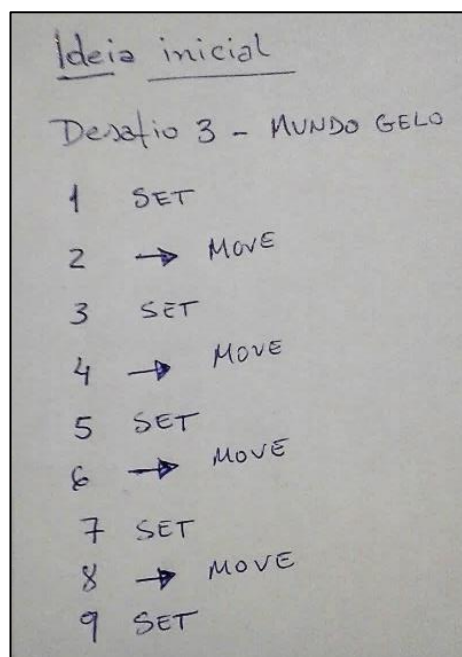 Ideia inicial
Desafio 3 - MUNDO GELO
1 SET
2 → MOVE
3 SET
4 → MOVE
5 SET
6 → MOVE
7 SET
8 → MOVE
9 SET